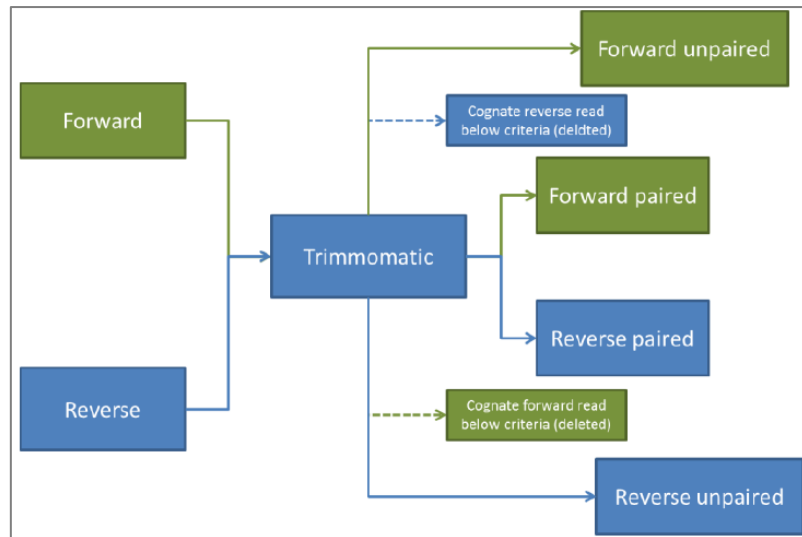 Forward unpaired
Forward
Cognate reverse read
below criteria (deldted)
Forward paired
Trimmomatic
Reverse paired
Reverse
Cognate forward read
below criteria (deleted)
Reverse unpaired